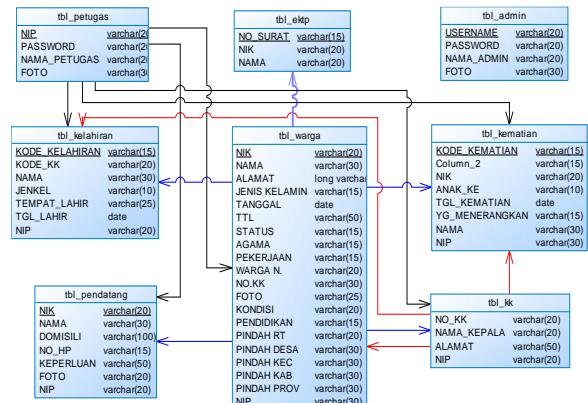 tbl_petugas
NIP varchar(20
PASSWORD varchar(20
NAMA_PETUGAS varchar(20
FOTO varchar(30
tbl_ektp
NO_SURAT varchar(15)
NIK varchar(20)
NAMA varchar(20)
tbl_admin
USERNAME varchar(20)
PASSWORD varchar(20)
NAMA_ADMIN varchar(20)
FOTO varchar(30)
tbl_kelahiran
KODE_KELAHIRAN varchar(15)
KODE_KK varchar(20)
NAMA varchar(30)
JENKEL varchar(10)
TEMPAT_LAHIR varchar(25)
TGL_LAHIR date
NIP varchar(20)
tbl_warga
NIK varchar(20)
NAMA varchar(30)
ALAMAT long varchar
JENIS KELAMIN varchar(15)
TANGGAL date
TTL varchar(50)
STATUS varchar(15)
AGAMA varchar(15)
PEKERJAAN varchar(15)
WARGA N. varchar(20)
NO.KK varchar(30)
FOTO varchar(25)
KONDISI varchar(20)
PENDIDIKAN varchar(15)
PINDAH RT varchar(20)
PINDAH DESA varchar(30)
PINDAH KEC varchar(30)
PINDAH KAB varchar(30)
PINDAH PROV varchar(30)
NIP varchar(30)
tbl_kematian
KODE_KEMATIAN varchar(15)
Column_2 varchar(15)
NIK varchar(20)
ANAK_KE varchar(10)
TGL_KEMATIAN date
YG_MENERANGKAN varchar(15)
NAMA varchar(30)
NIP varchar(30)
tbl_pendatang
NIK varchar(20)
NAMA varchar(30)
DOMISILI varchar(100)
NO_HP varchar(15)
KEPERLUAN varchar(50)
FOTO varchar(20)
NIP varchar(20)
tbl_kk
NO_KK varchar(20)
NAMA_KEPALA varchar(20)
ALAMAT varchar(50)
NIP varchar(20)